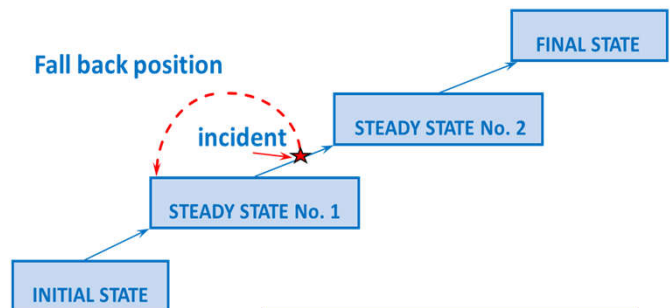 FINAL STATE
Fall back position
STEADY STATE No. 2
incident
STEADY STATE No. 1
INITIAL STATE